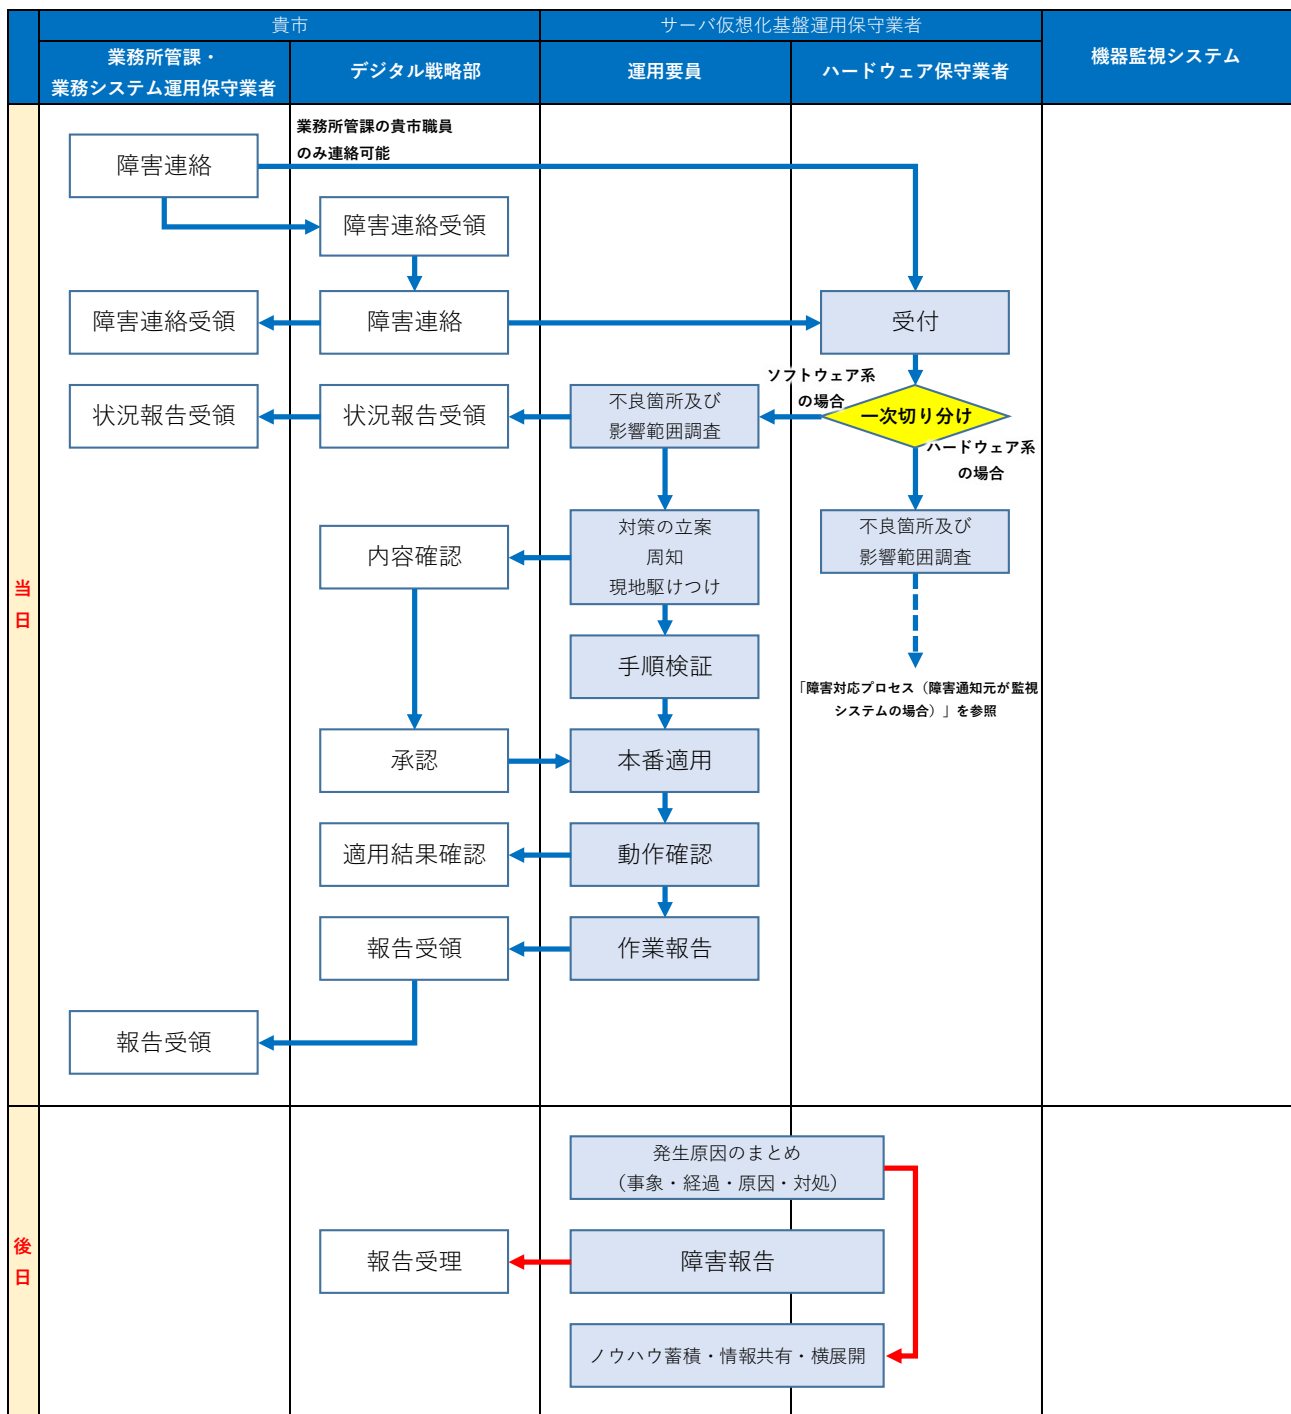 貴市
サーバ仮想化基盤運用保守業者
業務所管課・
業務システム運用保守業者
デジタル戦略部
運用要員
ハードウェア保守業者
機器監視システム
当
日
業務所管課の貴市職員
のみ連絡可能
障害連絡
障害連絡受領
障害連絡受領
障害連絡
受付
ソフトウェア系
の場合
一次切り分け
ハードウェア系
の場合
状況報告受領
状況報告受領
不良箇所及び
影響範囲調査
内容確認
対策の立案
周知
現地駆けつけ
不良箇所及び
影響範囲調査
手順検証
「障害対応プロセス（障害通知元が監視
システムの場合）」を参照
承認
本番適用
適用結果確認
動作確認
報告受領
作業報告
報告受領
後
日
発生原因のまとめ
（事象・経過・原因・対処）
報告受理
障害報告
ノウハウ蓄積・情報共有・横展開